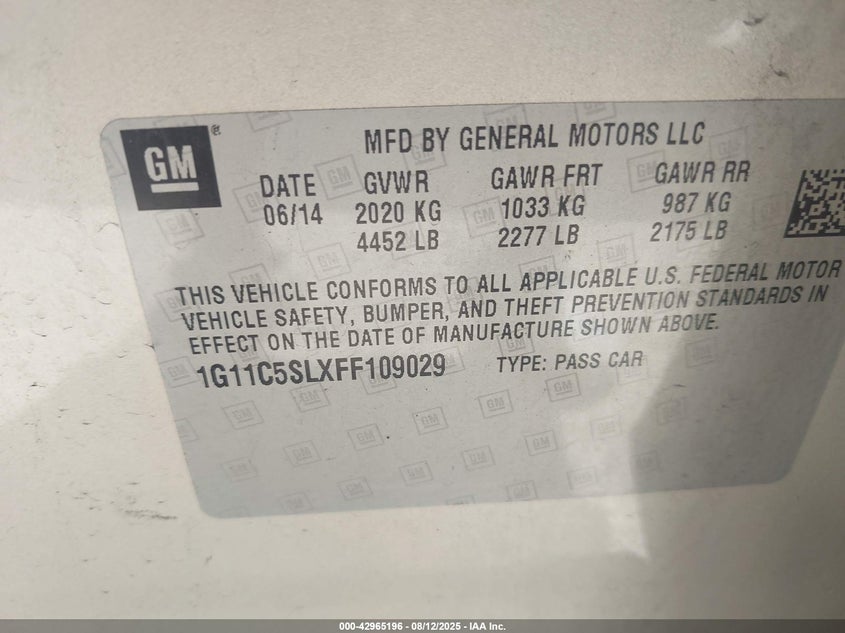 GM
MFD BY GENERAL MOTORS LLC
DATE GVWR GAWR FRT GAWR RR
06/14 2020 KG 1033 KG 987 KG
4452 LB 2277 LB 2175 LB
THIS VEHICLE CONFORMS TO ALL APPLICABLE U.S. FEDERAL MOTOR
VEHICLE SAFETY, BUMPER, AND THEFT PREVENTION STANDARDS IN
EFFECT ON THE DATE OF MANUFACTURE SHOWN ABOVE.
1G11C5SLXFF109029 TYPE: PASS CAR
000-42965196 - 08/12/2025 - IAA Inc.